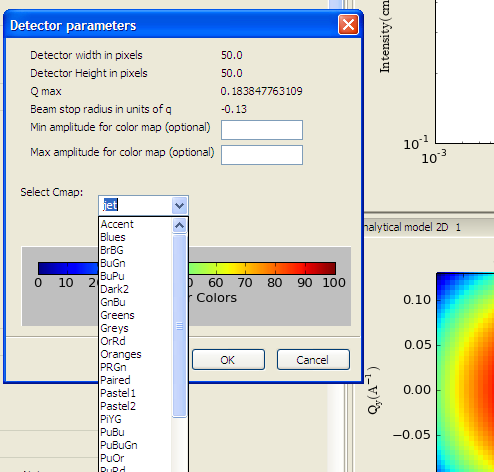 Detector parameters
Detector width in pixels 50.0
Detector Height in pixels 50.0
Q max 0.183847763109
Beam stop radius in units of q -0.13
Min amplitude for color map (optional)
Max amplitude for color map (optional)
Select Cmap: jet
Accent
Blues
BrBG
BuGn
BuPu
Dark2
GnBu
Greens
Greys
OrRd
Oranges
PRGn
Paired
Pastel1
Pastel2
PiYG
PuBu
PuBuGn
PuOr
PuRd
0 10 50 60 70 80 90 100
r Colors
OK Cancel
Intensity(cm
10⁻¹
10⁻³
nalytical model 2D 1
0.10
0.05
0.00
−0.05
Qy(A⁻¹)